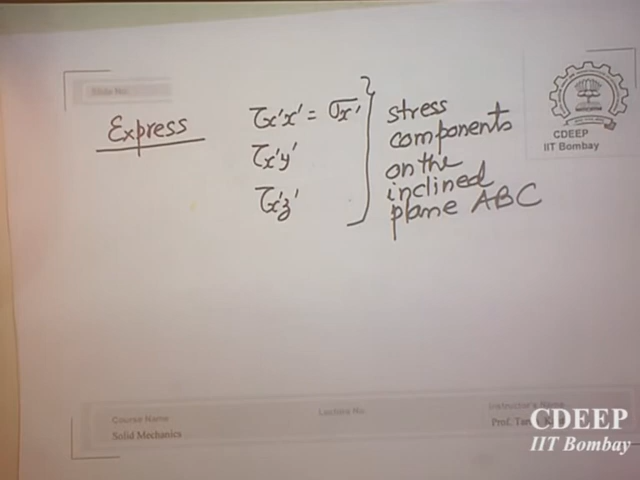 Slide No.
Express
τx'x' = σx'
τx'y'
τx'z'
stress
components
on the
inclined
plane ABC
CDEEP
IIT Bombay
Course Name
Solid Mechanics
Lecture No.
Instructor's Name
Prof.
CDEEP
IIT Bombay